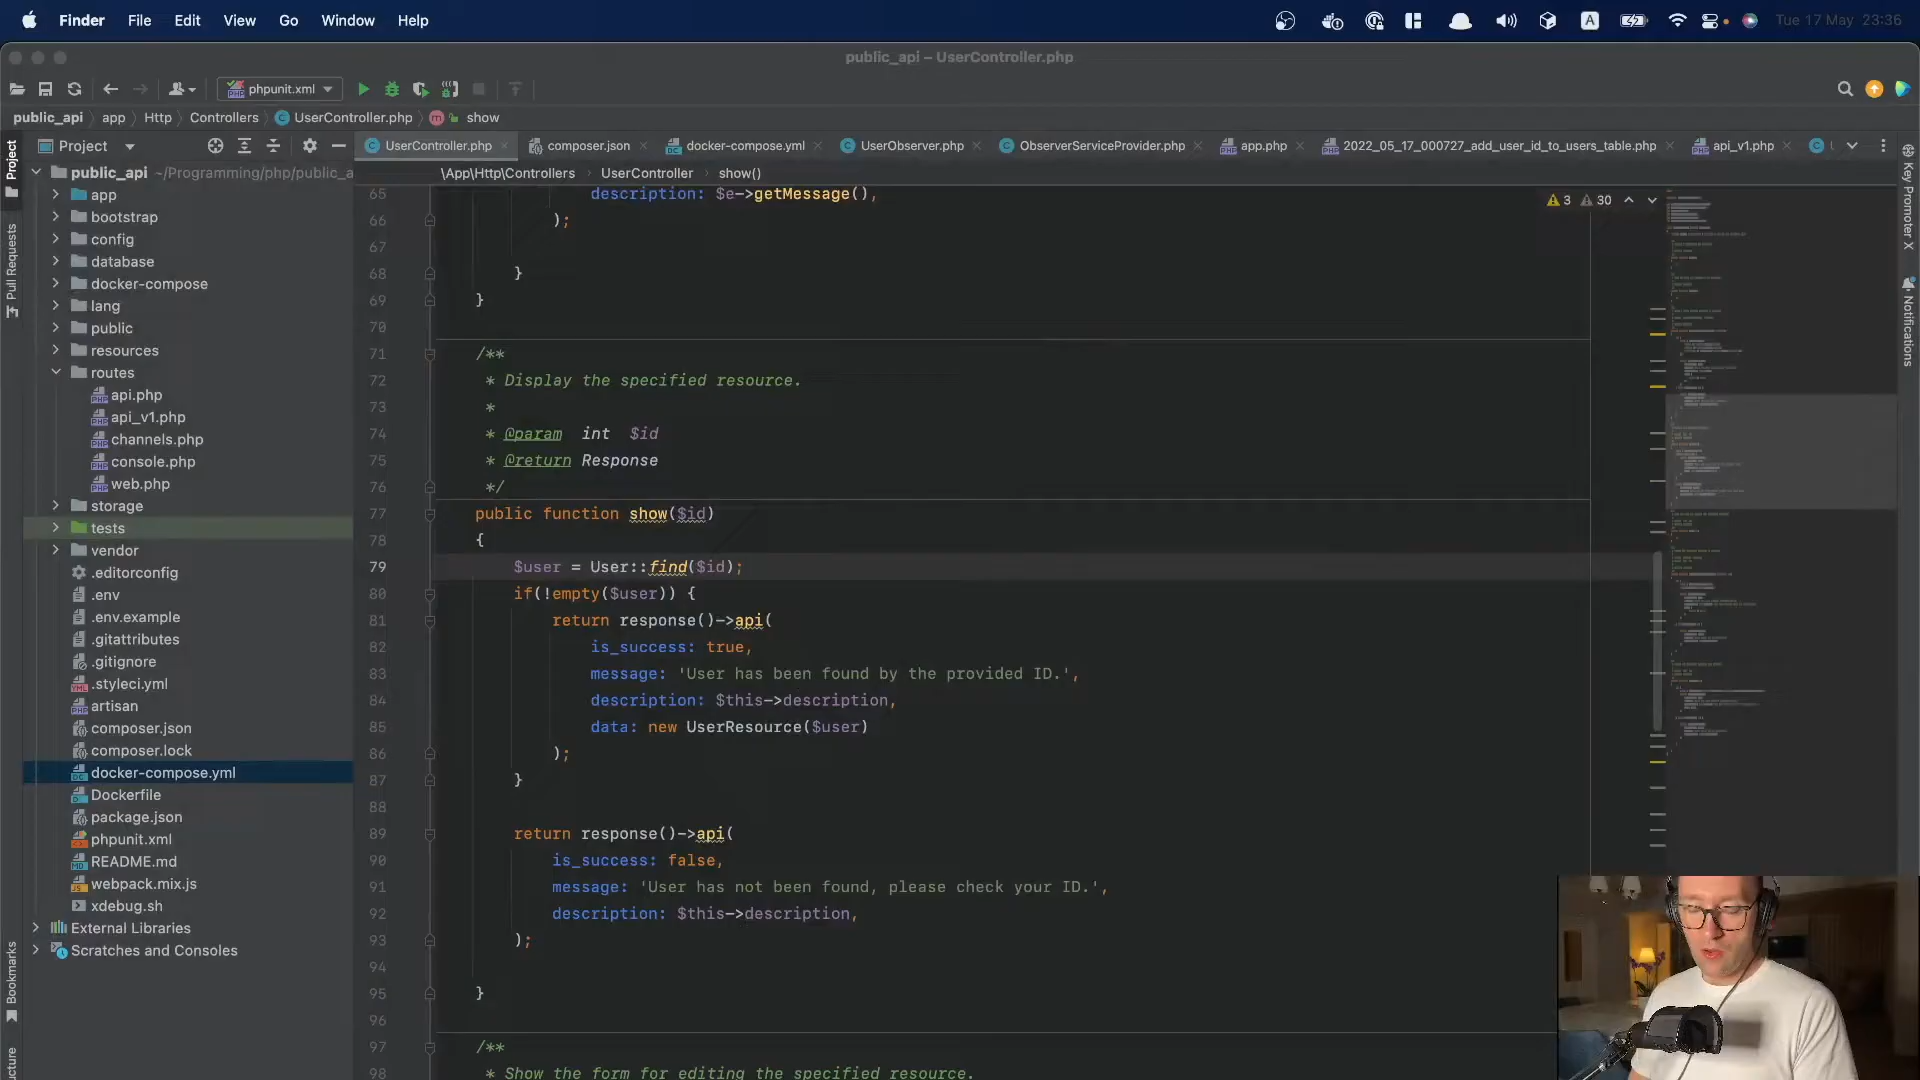 Finder File Edit View Go Window Help
A
Tue 17 May 23:36
public_api – UserController.php
phpunit.xml
public_api app Http Controllers UserController.php m show
Project
UserController.php composer.json docker-compose.yml UserObserver.php ObserverServiceProvider.php app.php 2022_05_17_000727_add_user_id_to_users_table.php api_v1.php
\App\Http\Controllers UserController show()
3 30
Project
Pull Requests
Bookmarks
Key Promoter X
Notifications
public_api ~/Programming/php/public_a
app
bootstrap
config
database
docker-compose
lang
public
resources
routes
api.php
api_v1.php
channels.php
console.php
web.php
storage
tests
vendor
.editorconfig
.env
.env.example
.gitattributes
.gitignore
.styleci.yml
artisan
composer.json
composer.lock
docker-compose.yml
Dockerfile
package.json
phpunit.xml
README.md
webpack.mix.js
xdebug.sh
External Libraries
Scratches and Consoles
65 description: $e->getMessage(),
66 );
67
68 }
69 }
70
71 /**
72 * Display the specified resource.
73 *
74 * @param int $id
75 * @return Response
76 */
77 public function show($id)
78 {
79 $user = User::find($id);
80 if(!empty($user)) {
81 return response()->api(
82 is_success: true,
83 message: 'User has been found by the provided ID.',
84 description: $this->description,
85 data: new UserResource($user)
86 );
87 }
88
89 return response()->api(
90 is_success: false,
91 message: 'User has not been found, please check your ID.',
92 description: $this->description,
93 );
94
95 }
96
97 /**
98 * Show the form for editing the specified resource.